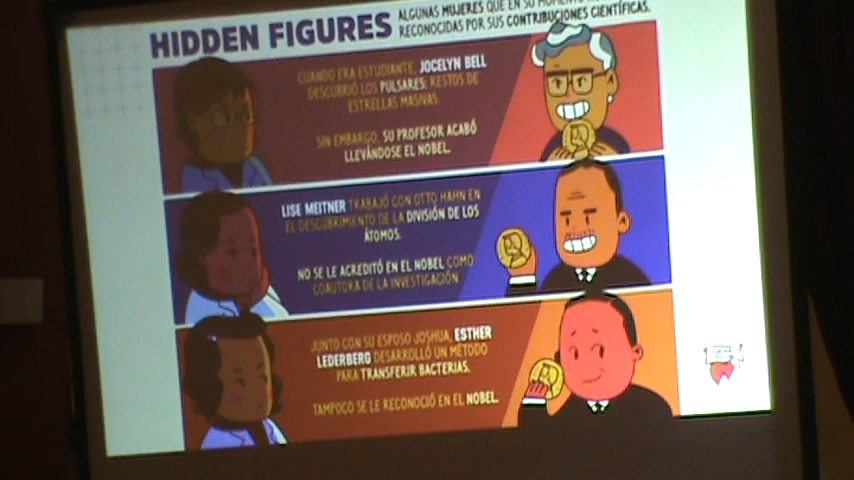 HIDDEN FIGURES
ALGUNAS MUJERES QUE EN SU MOMENTO NO
RECONOCIDAS POR SUS CONTRIBUCIONES CIENTÍFICAS.
CUANDO ERA ESTUDIANTE, JOCELYN BELL
DESCUBRIÓ LOS PULSARES: RESTOS DE
ESTRELLAS MASIVAS.
SIN EMBARGO, SU PROFESOR ACABÓ
LLEVÁNDOSE EL NOBEL.
LISE MEITNER TRABAJÓ CON OTTO HAHN EN
EL DESCUBRIMIENTO DE LA DIVISIÓN DE LOS
ÁTOMOS.
NO SE LE ACREDITÓ EN EL NOBEL COMO
COAUTORA DE LA INVESTIGACIÓN.
JUNTO CON SU ESPOSO JOSHUA, ESTHER
LEDERBERG DESARROLLÓ UN MÉTODO
PARA TRANSFERIR BACTERIAS.
TAMPOCO SE LE RECONOCIÓ EN EL NOBEL.